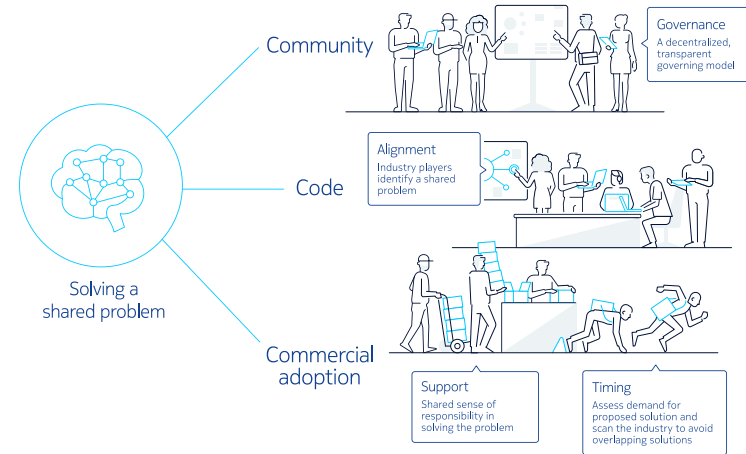 Community
Governance
A decentralized,
transparent
governing model
Alignment
Industry players
identify a shared
problem
Code
Solving a
shared problem
Commercial
adoption
Support
Shared sense of
responsibility in
solving the problem
Timing
Assess demand for
proposed solution and
scan the industry to avoid
overlapping solutions